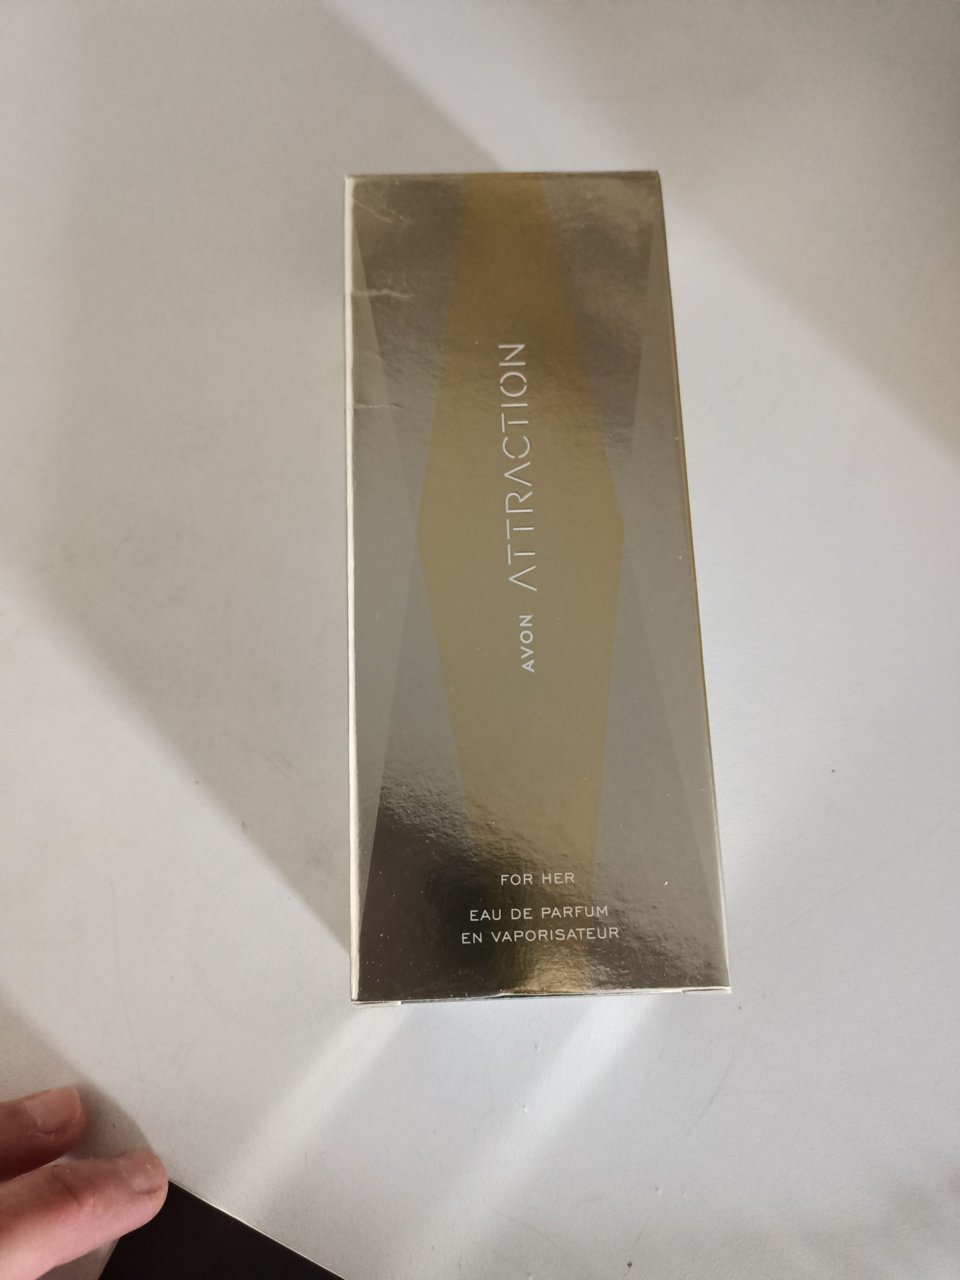 AVON ATTRACTION
FOR HER
EAU DE PARFUM
EN VAPORISATEUR